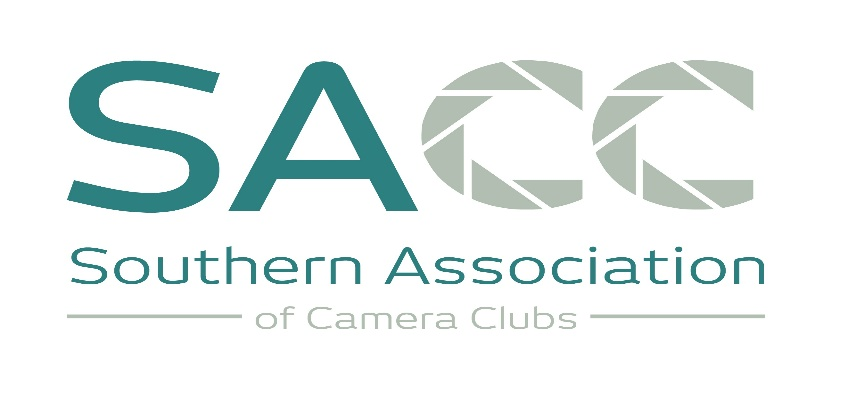 SACC
Southern Association
of Camera Clubs